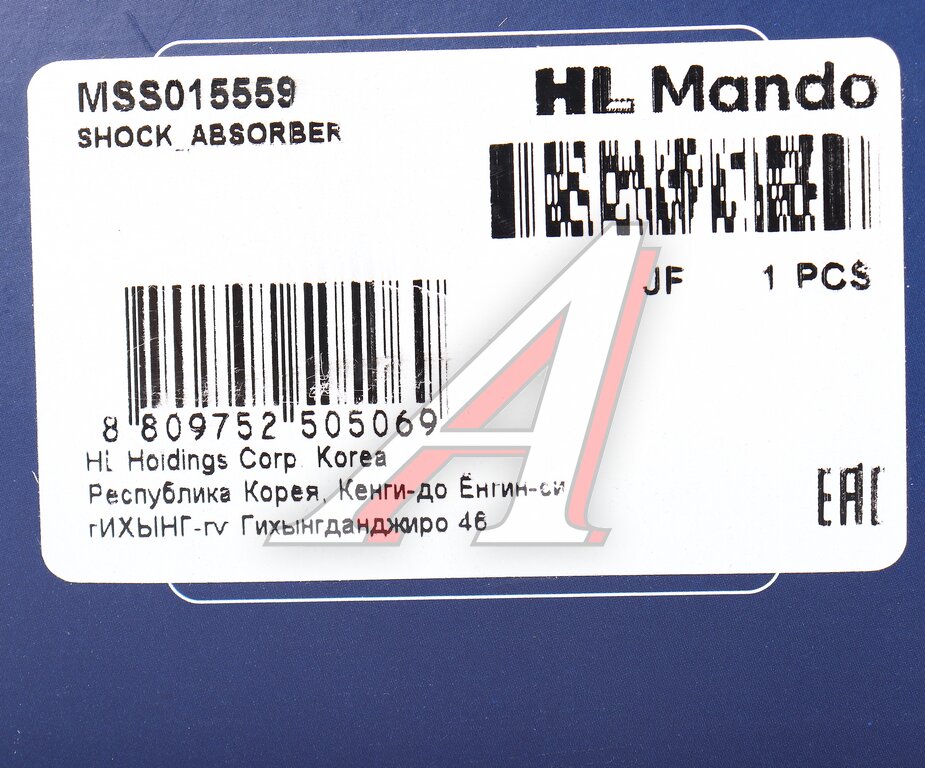 MSS015559
HL Mando
SHOCK_ABSORBER
JF 1 PCS
8 809752 505069
HL Holdings Corp. Korea
Республика Корея, Кенги-до Ёнгин-си
гИХЫНГ-гу Гихынгданджиро 46
EAC